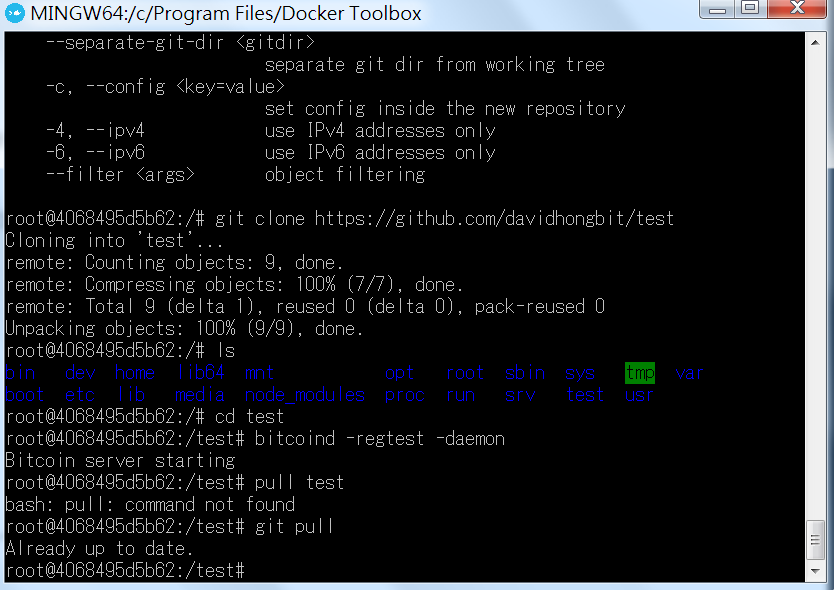 MINGW64:/c/Program Files/Docker Toolbox
--separate-git-dir <gitdir>
separate git dir from working tree
-c, --config <key=value>
set config inside the new repository
-4, --ipv4 use IPv4 addresses only
-6, --ipv6 use IPv6 addresses only
--filter <args> object filtering
root@4068495d5b62:/# git clone https://github.com/davidhongbit/test
Cloning into 'test'...
remote: Counting objects: 9, done.
remote: Compressing objects: 100% (7/7), done.
remote: Total 9 (delta 1), reused 0 (delta 0), pack-reused 0
Unpacking objects: 100% (9/9), done.
root@4068495d5b62:/# ls
bin dev home lib64 mnt opt root sbin sys tmp var
boot etc lib media node_modules proc run srv test usr
root@4068495d5b62:/# cd test
root@4068495d5b62:/test# bitcoind -regtest -daemon
Bitcoin server starting
root@4068495d5b62:/test# pull test
bash: pull: command not found
root@4068495d5b62:/test# git pull
Already up to date.
root@4068495d5b62:/test#